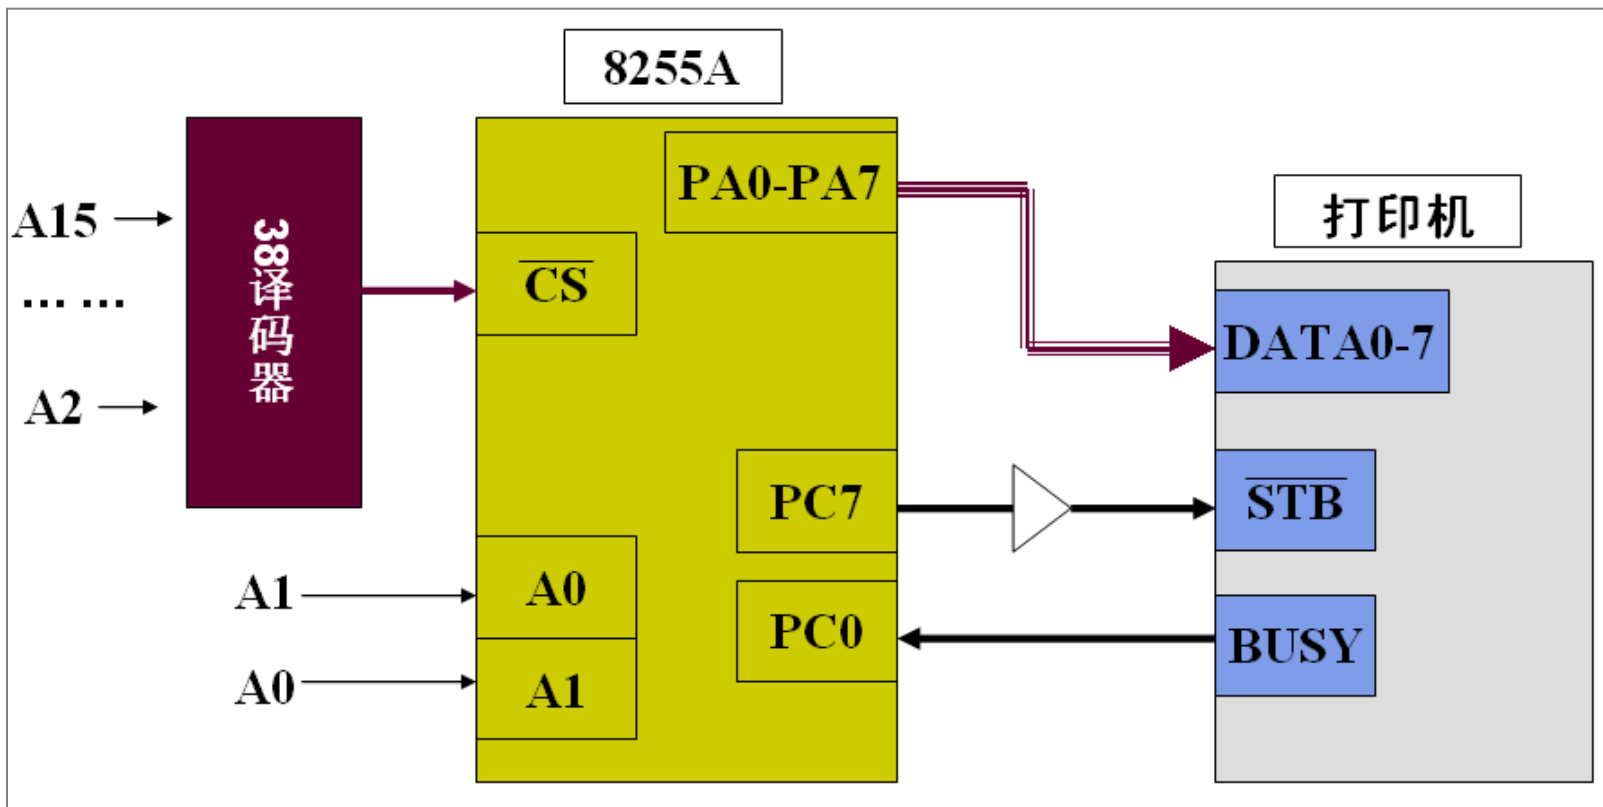 8255A
PA0-PA7
打印机
A15
38译码器
CS
... ...
DATA0-7
A2
PC7
STB
A1
A0
PC0
BUSY
A0
A1